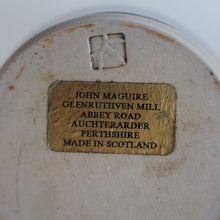 JOHN MAGUIRE
GLENRUTHVEN MILL
ABBEY ROAD
AUCHTERARDER
PERTHSHIRE
MADE IN SCOTLAND